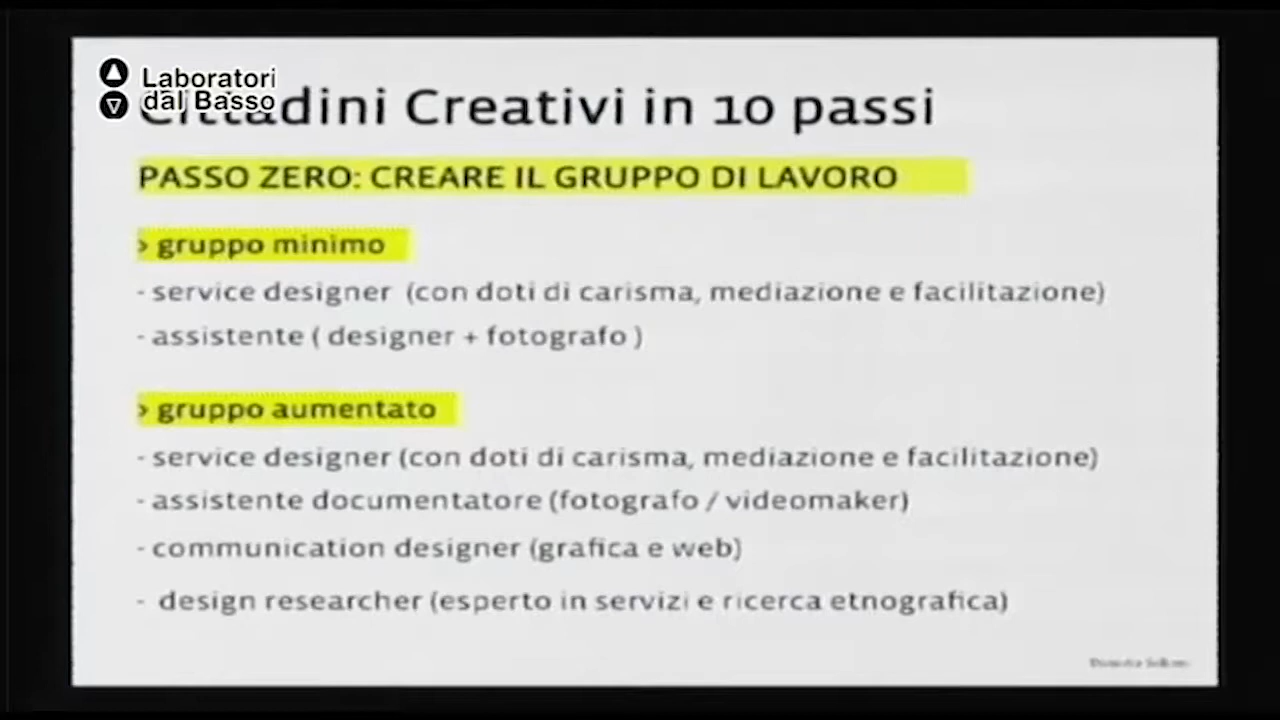 Laboratori
dal Basso
Cittadini Creativi in 10 passi
PASSO ZERO: CREARE IL GRUPPO DI LAVORO
> gruppo minimo
- service designer (con doti di carisma, mediazione e facilitazione)
- assistente ( designer + fotografo )
> gruppo aumentato
- service designer (con doti di carisma, mediazione e facilitazione)
- assistente documentatore (fotografo / videomaker)
- communication designer (grafica e web)
- design researcher (esperto in servizi e ricerca etnografica)